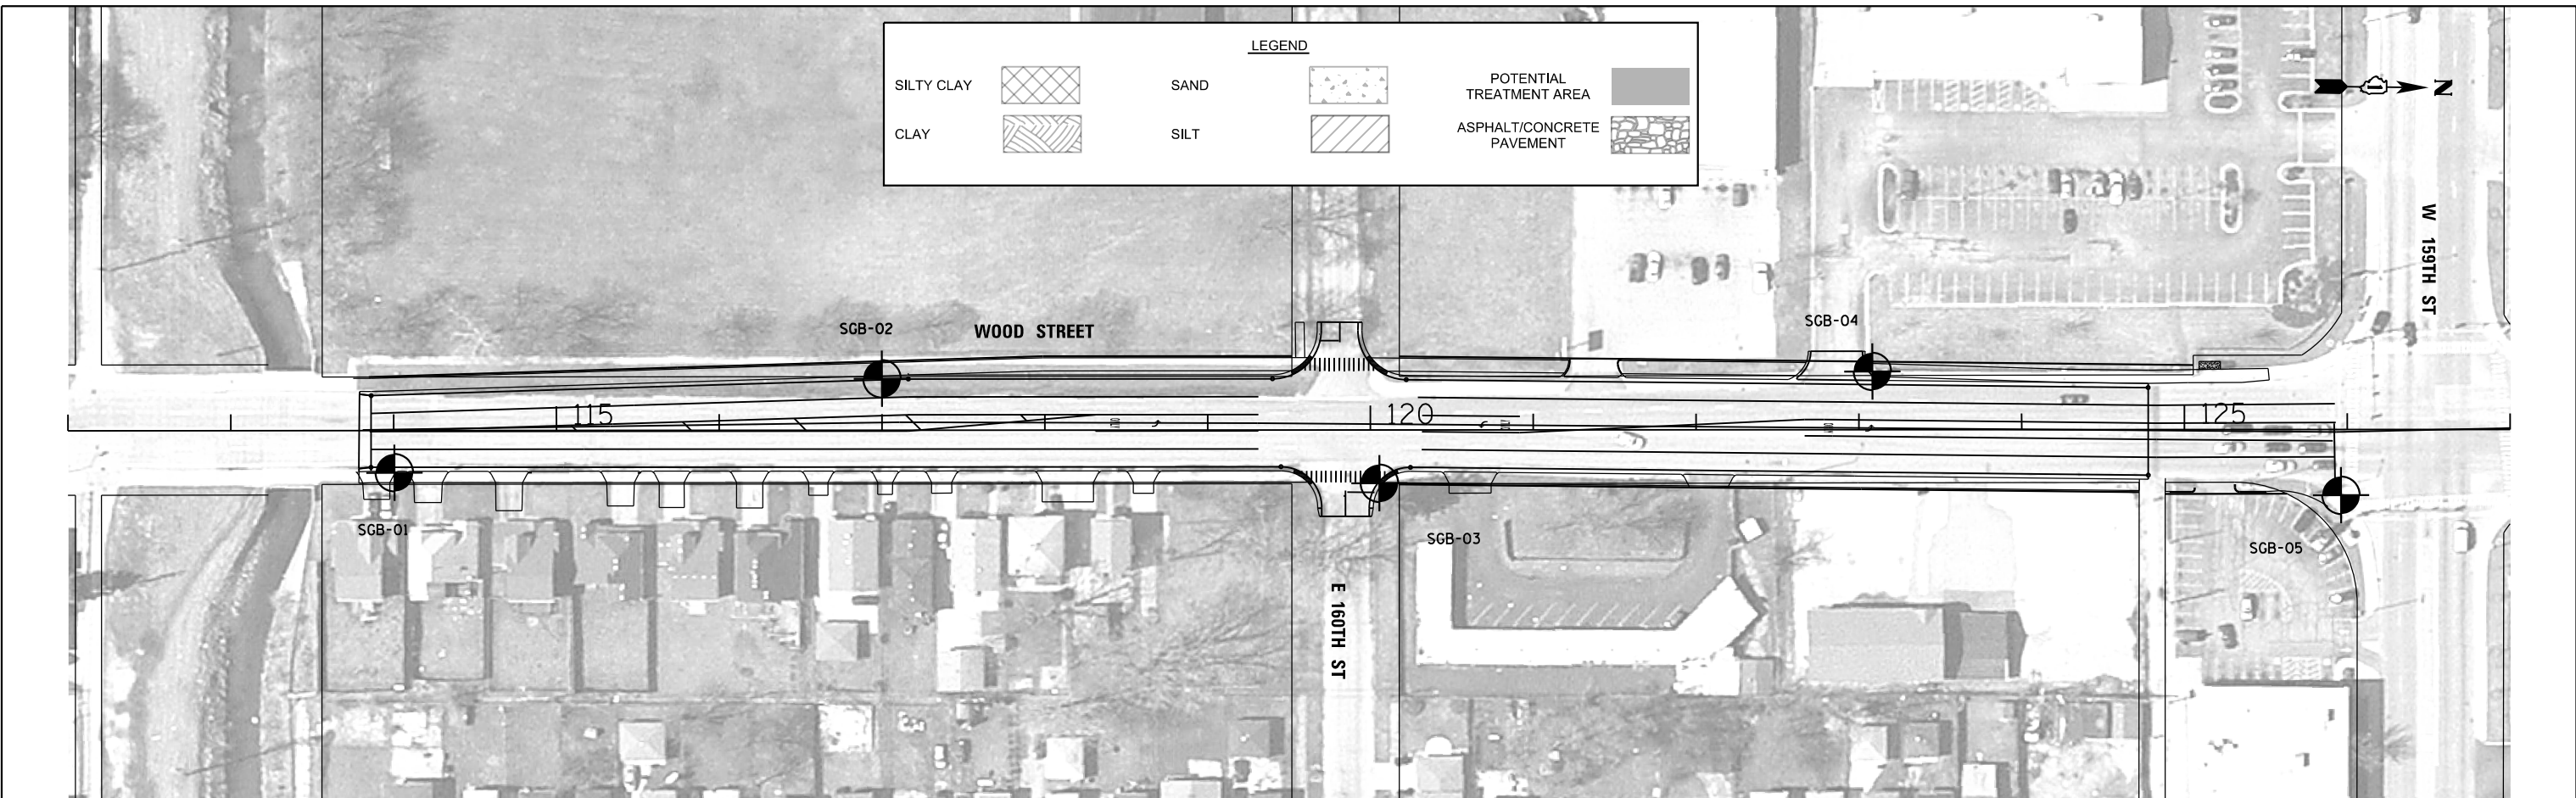 LEGEND
SILTY CLAY
SAND
POTENTIAL
TREATMENT AREA
CLAY
SILT
ASPHALT/CONCRETE
PAVEMENT
N
W 159TH ST
SGB-02
WOOD STREET
SGB-04
115
120
125
SGB-01
SGB-03
SGB-05
E 160TH ST